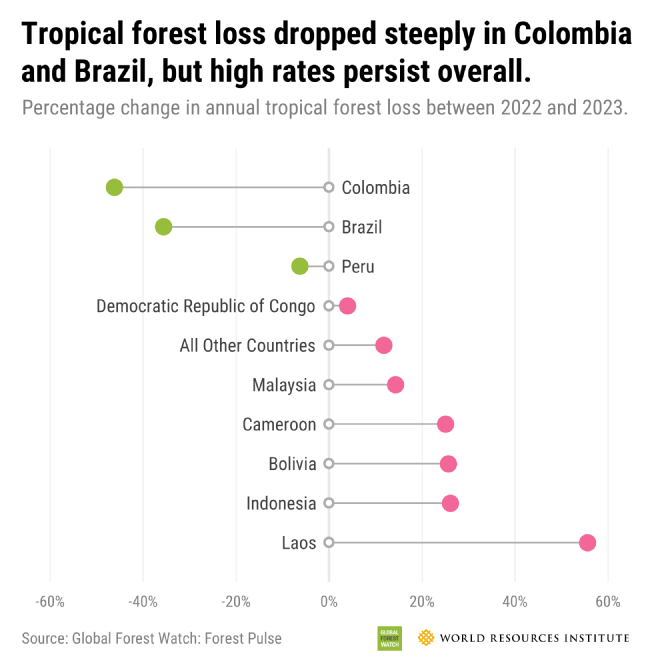 Tropical forest loss dropped steeply in Colombia
and Brazil, but high rates persist overall.
Percentage change in annual tropical forest loss between 2022 and 2023.
Colombia
Brazil
Peru
Democratic Republic of Congo
All Other Countries
Malaysia
Cameroon
Bolivia
Indonesia
Laos
-60% -40% -20% 0% 20% 40% 60%
Source: Global Forest Watch: Forest Pulse
GLOBAL
FOREST
WATCH
WORLD RESOURCES INSTITUTE